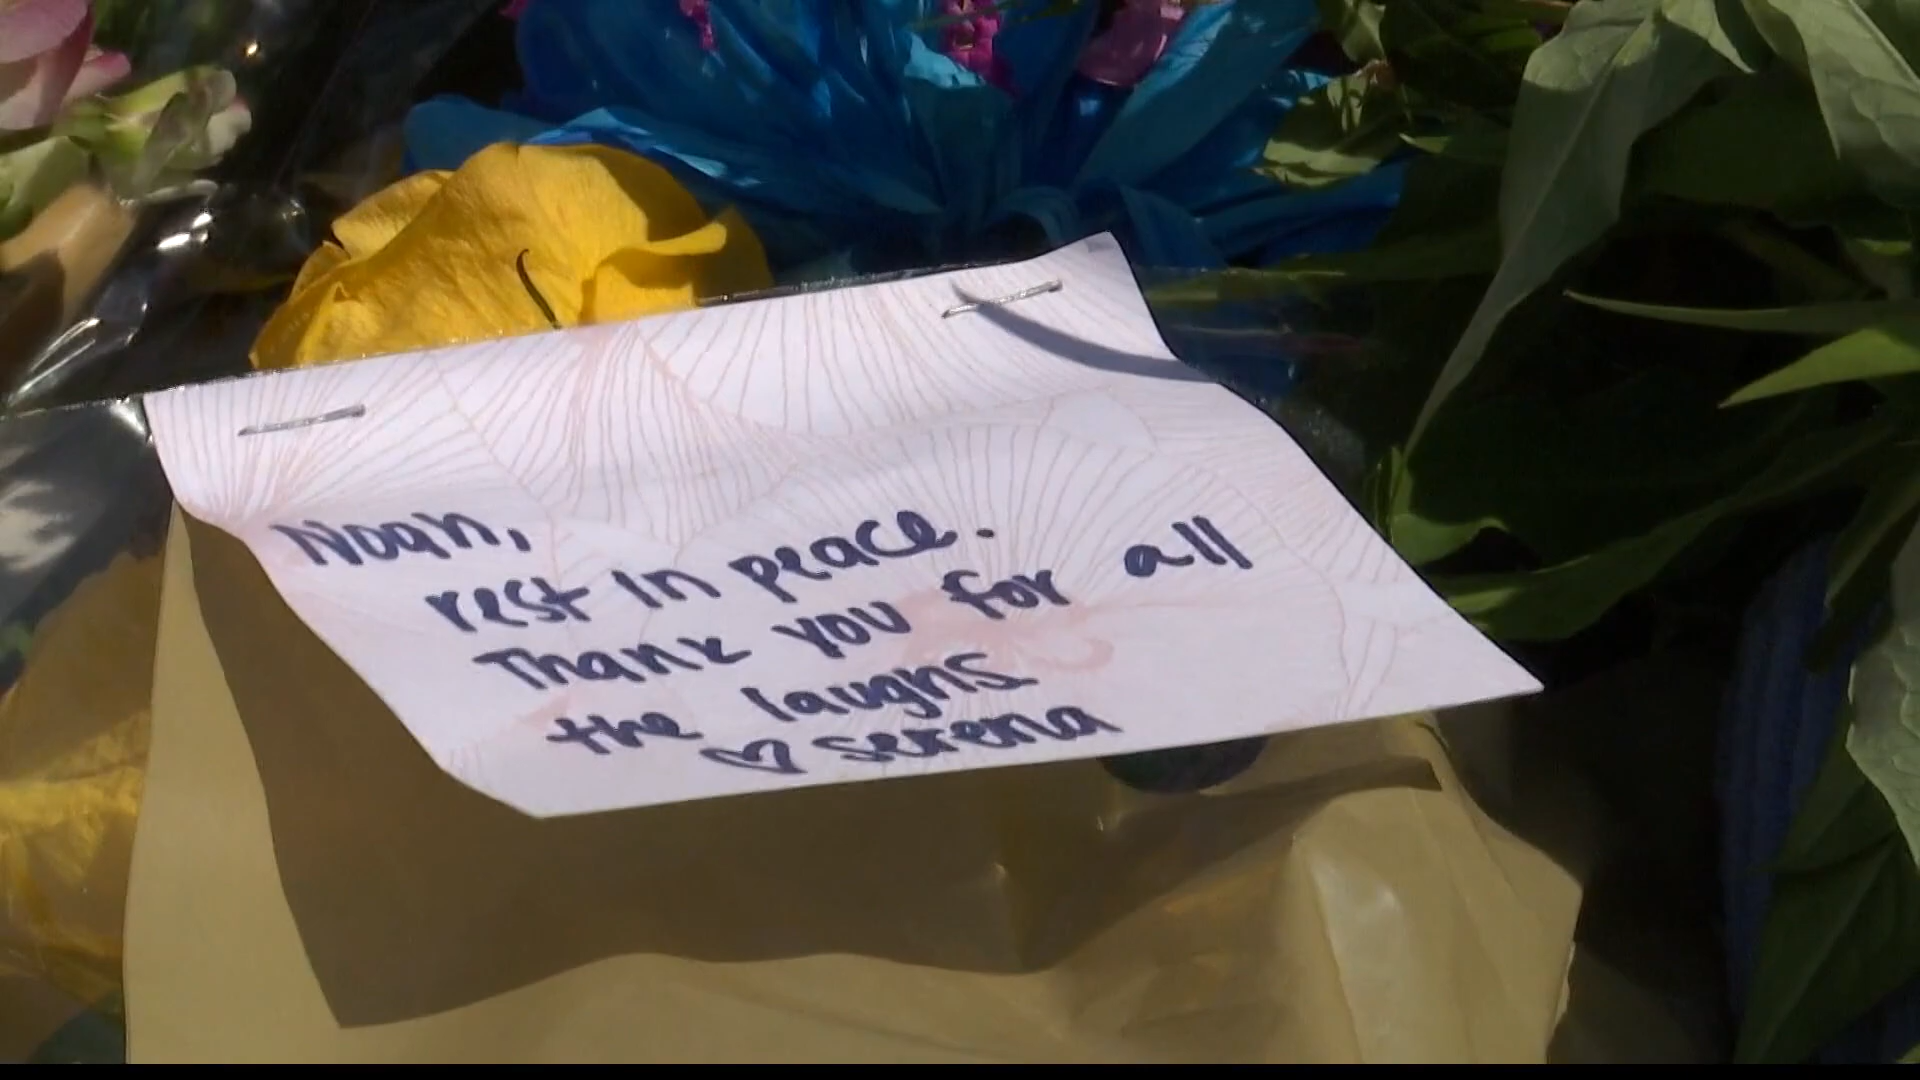 Noah,
rest in peace.
Thank you for all
the laughs
♡ serena